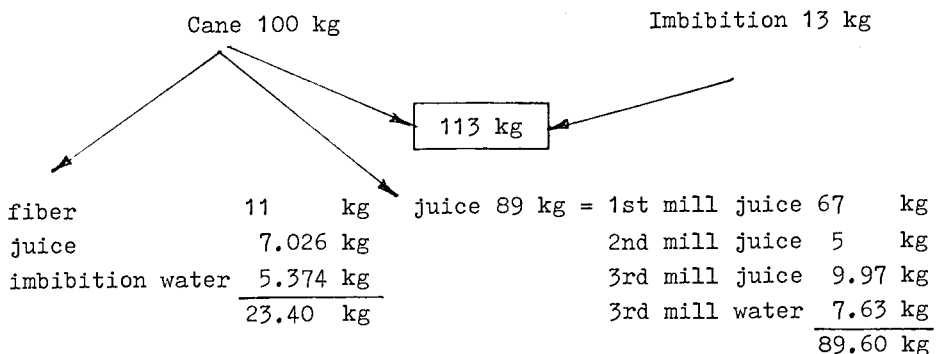 Cane 100 kg Imbibition 13 kg
113 kg
fiber 11 kg
juice 7.026 kg
imbibition water 5.374 kg
23.40 kg
juice 89 kg = 1st mill juice 67 kg
2nd mill juice 5 kg
3rd mill juice 9.97 kg
3rd mill water 7.63 kg
89.60 kg